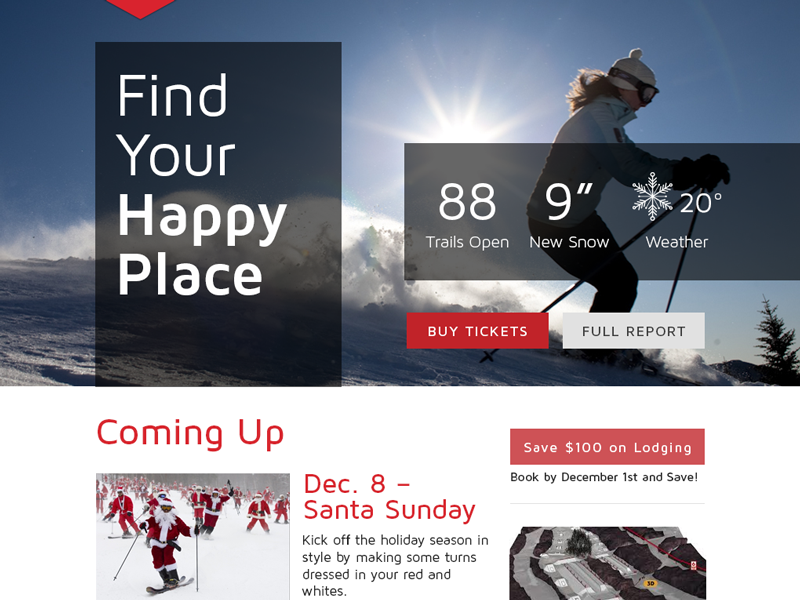 Find
Your
Happy
Place
88
Trails Open
9”
New Snow
20°
Weather
BUY TICKETS
FULL REPORT
Coming Up
Dec. 8 –
Santa Sunday
Kick off the holiday season in
style by making some turns
dressed in your red and
whites.
Save $100 on Lodging
Book by December 1st and Save!
SD